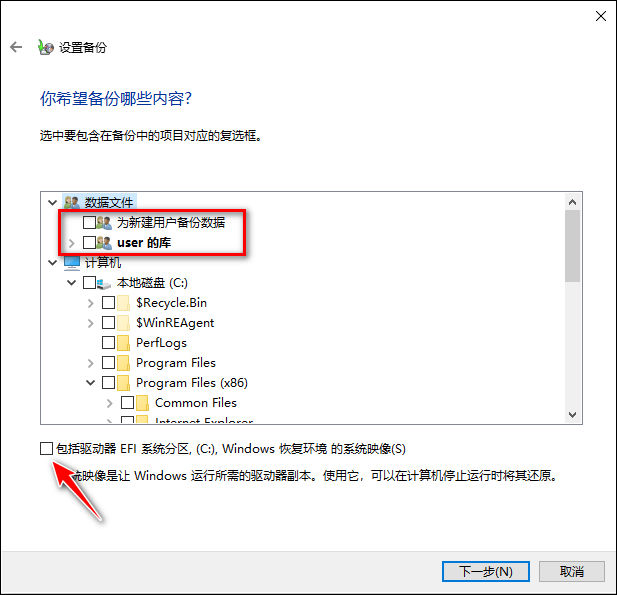 设置备份
你希望备份哪些内容?
选中要包含在备份中的项目对应的复选框。
数据文件
为新建用户备份数据
user 的库
计算机
本地磁盘 (C:)
$Recycle.Bin
$WinREAgent
PerfLogs
Program Files
Program Files (x86)
Common Files
Internet Explorer
包括驱动器 EFI 系统分区, (C:), Windows 恢复环境 的系统映像(S)
统映像是让 Windows 运行所需的驱动器副本。使用它，可以在计算机停止运行时将其还原。
下一步(N)
取消